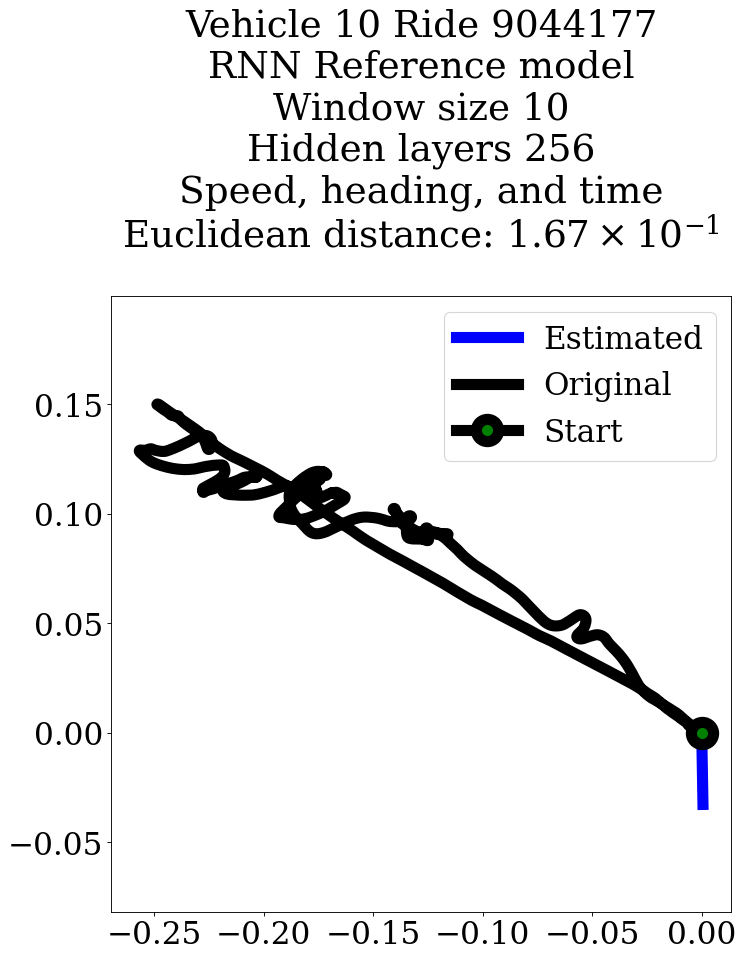 Vehicle 10 Ride 9044177
RNN Reference model
Window size 10
Hidden layers 256
Speed, heading, and time
Euclidean distance: 1.67 × 10⁻¹
Estimated
Original
Start
0.15
0.10
0.05
0.00
−0.05
−0.25 −0.20 −0.15 −0.10 −0.05 0.00